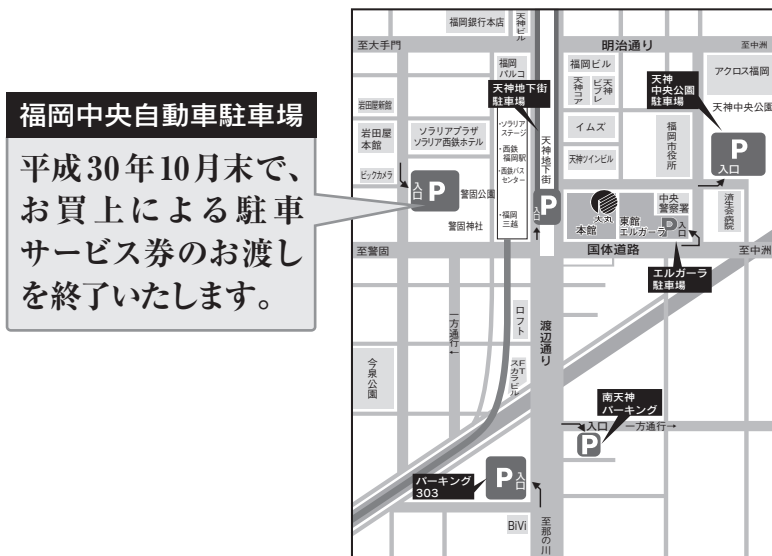 福岡中央自動車駐車場
平成30年10月末で、
お買上による駐車
サービス券のお渡し
を終了いたします。
福岡銀行本店
天神ビル
至大手門
明治通り
至中洲
福岡
パルコ
天神地下街
駐車場
福岡ビル
天神コア
天神
ビブレ
天神
中央公園
駐車場
アクロス福岡
天神中央公園
岩田屋新館
岩田屋
本館
ソラリアプラザ
ソラリア西鉄ホテル
・ソラリア
ステージ
・西鉄
福岡駅
・西鉄バス
センター
・福岡
三越
天神地下街
イムズ
天神ツインビル
福岡市役所
P
入口
ビックカメラ
入口
P
警固公園
警固神社
P
入口
大丸
本館
東館
エルガーラ
中央
警察署
P
入口
済生会病院
至警固
国体道路
至中洲
エルガーラ
駐車場
一方通行→
ロフト
渡辺通り
FT
スカラビル
今泉公園
南天神
パーキング
入口
一方通行→
P
パーキング
303
P
入口
BiVi
至那の川